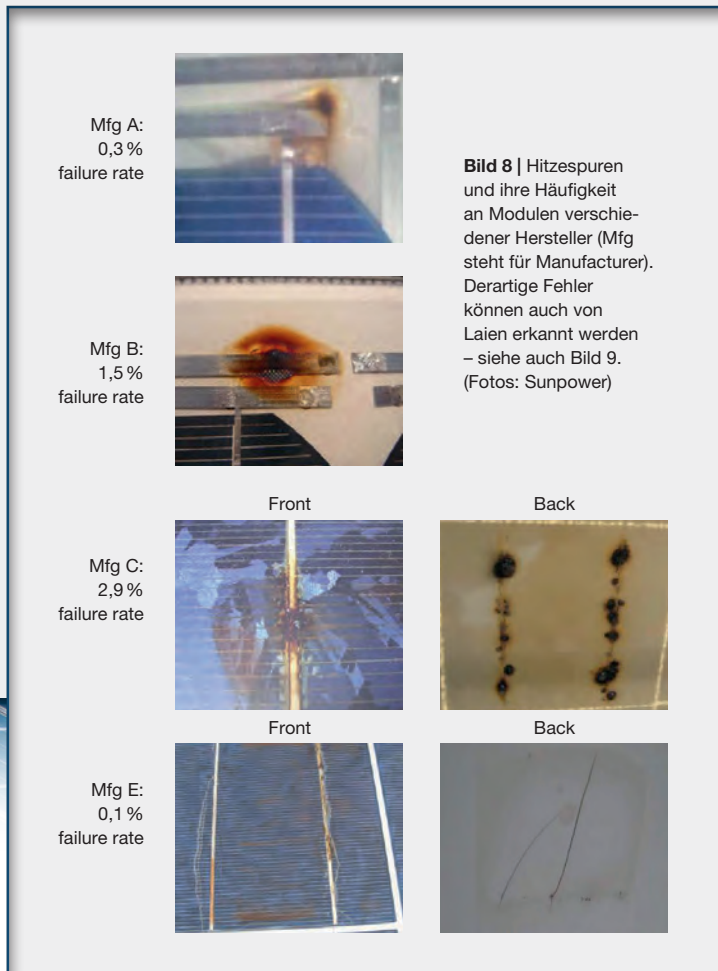 Mfg A:
0,3 %
failure rate
Bild 8 | Hitzespuren
und ihre Häufigkeit
an Modulen verschie-
dener Hersteller (Mfg
steht für Manufacturer).
Derartige Fehler
können auch von
Laien erkannt werden
– siehe auch Bild 9.
(Fotos: Sunpower)
Mfg B:
1,5 %
failure rate
Front
Back
Mfg C:
2,9 %
failure rate
Front
Back
Mfg E:
0,1 %
failure rate